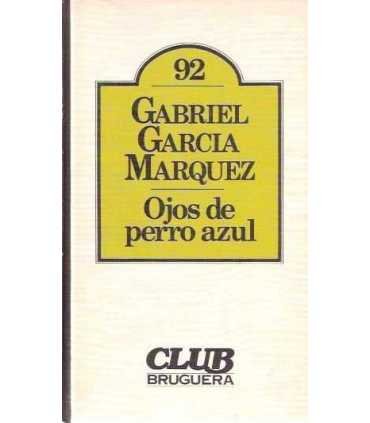 92
GABRIEL
GARCIA
MARQUEZ
Ojos de
perro azul
CLUB
BRUGUERA